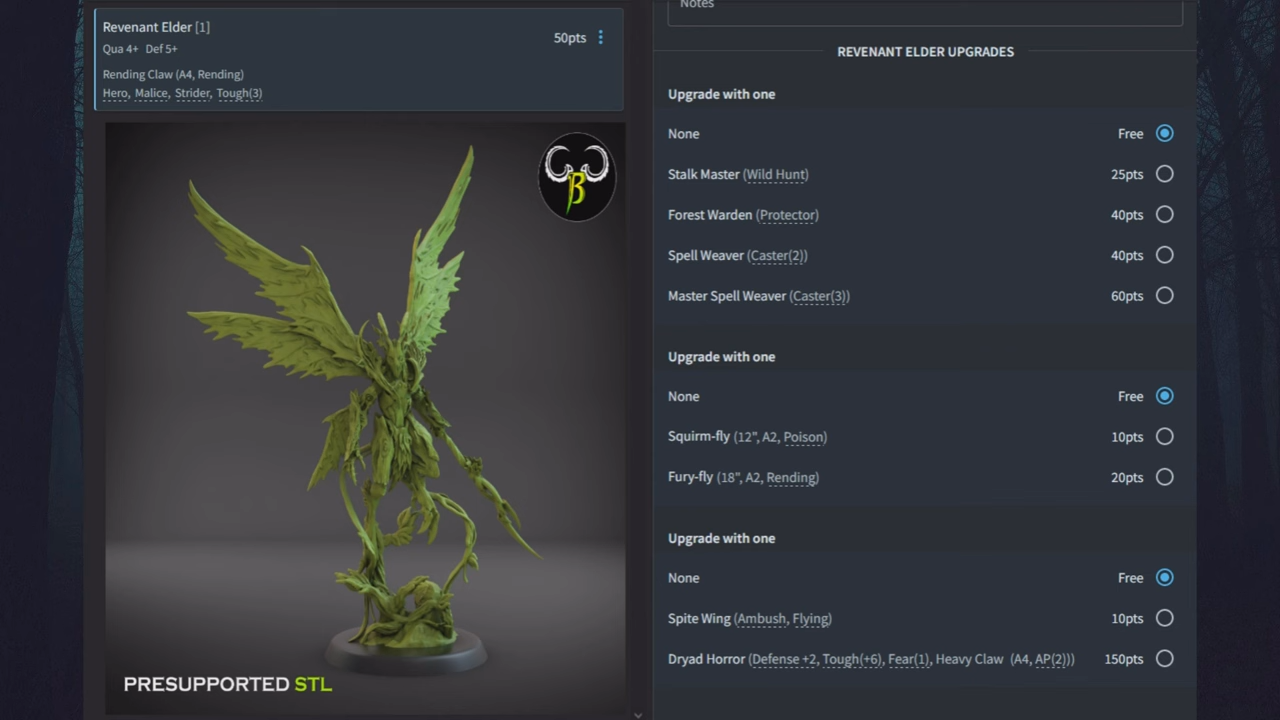 Revenant Elder [1]
Qua 4+ Def 5+
50pts
Rending Claw (A4, Rending)
Hero, Malice, Strider, Tough(3)
B
PRESUPPORTED STL
Notes
REVENANT ELDER UPGRADES
Upgrade with one
None Free
Stalk Master (Wild Hunt) 25pts
Forest Warden (Protector) 40pts
Spell Weaver (Caster(2)) 40pts
Master Spell Weaver (Caster(3)) 60pts
Upgrade with one
None Free
Squirm-fly (12", A2, Poison) 10pts
Fury-fly (18", A2, Rending) 20pts
Upgrade with one
None Free
Spite Wing (Ambush, Flying) 10pts
Dryad Horror (Defense +2, Tough(+6), Fear(1), Heavy Claw (A4, AP(2))) 150pts